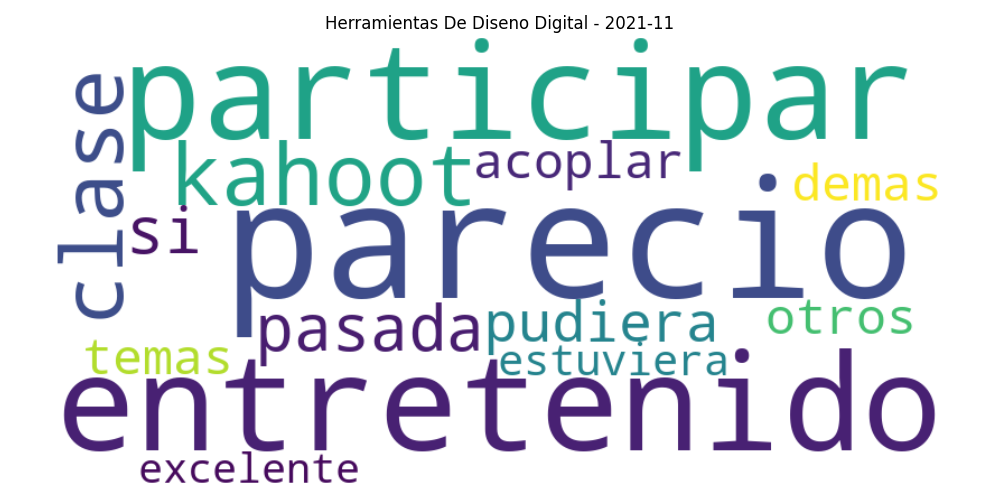 Herramientas De Diseno Digital - 2021-11
participar
clase
kahoot
acoplar
demas
si
parecio
pasada
pudiera
otros
temas
estuviera
entretenido
excelente